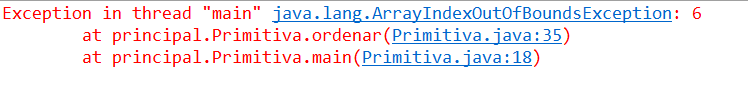 Exception in thread "main" java.lang.ArrayIndexOutOfBoundsException: 6
at principal.Primitiva.ordenar(Primitiva.java:35)
at principal.Primitiva.main(Primitiva.java:18)